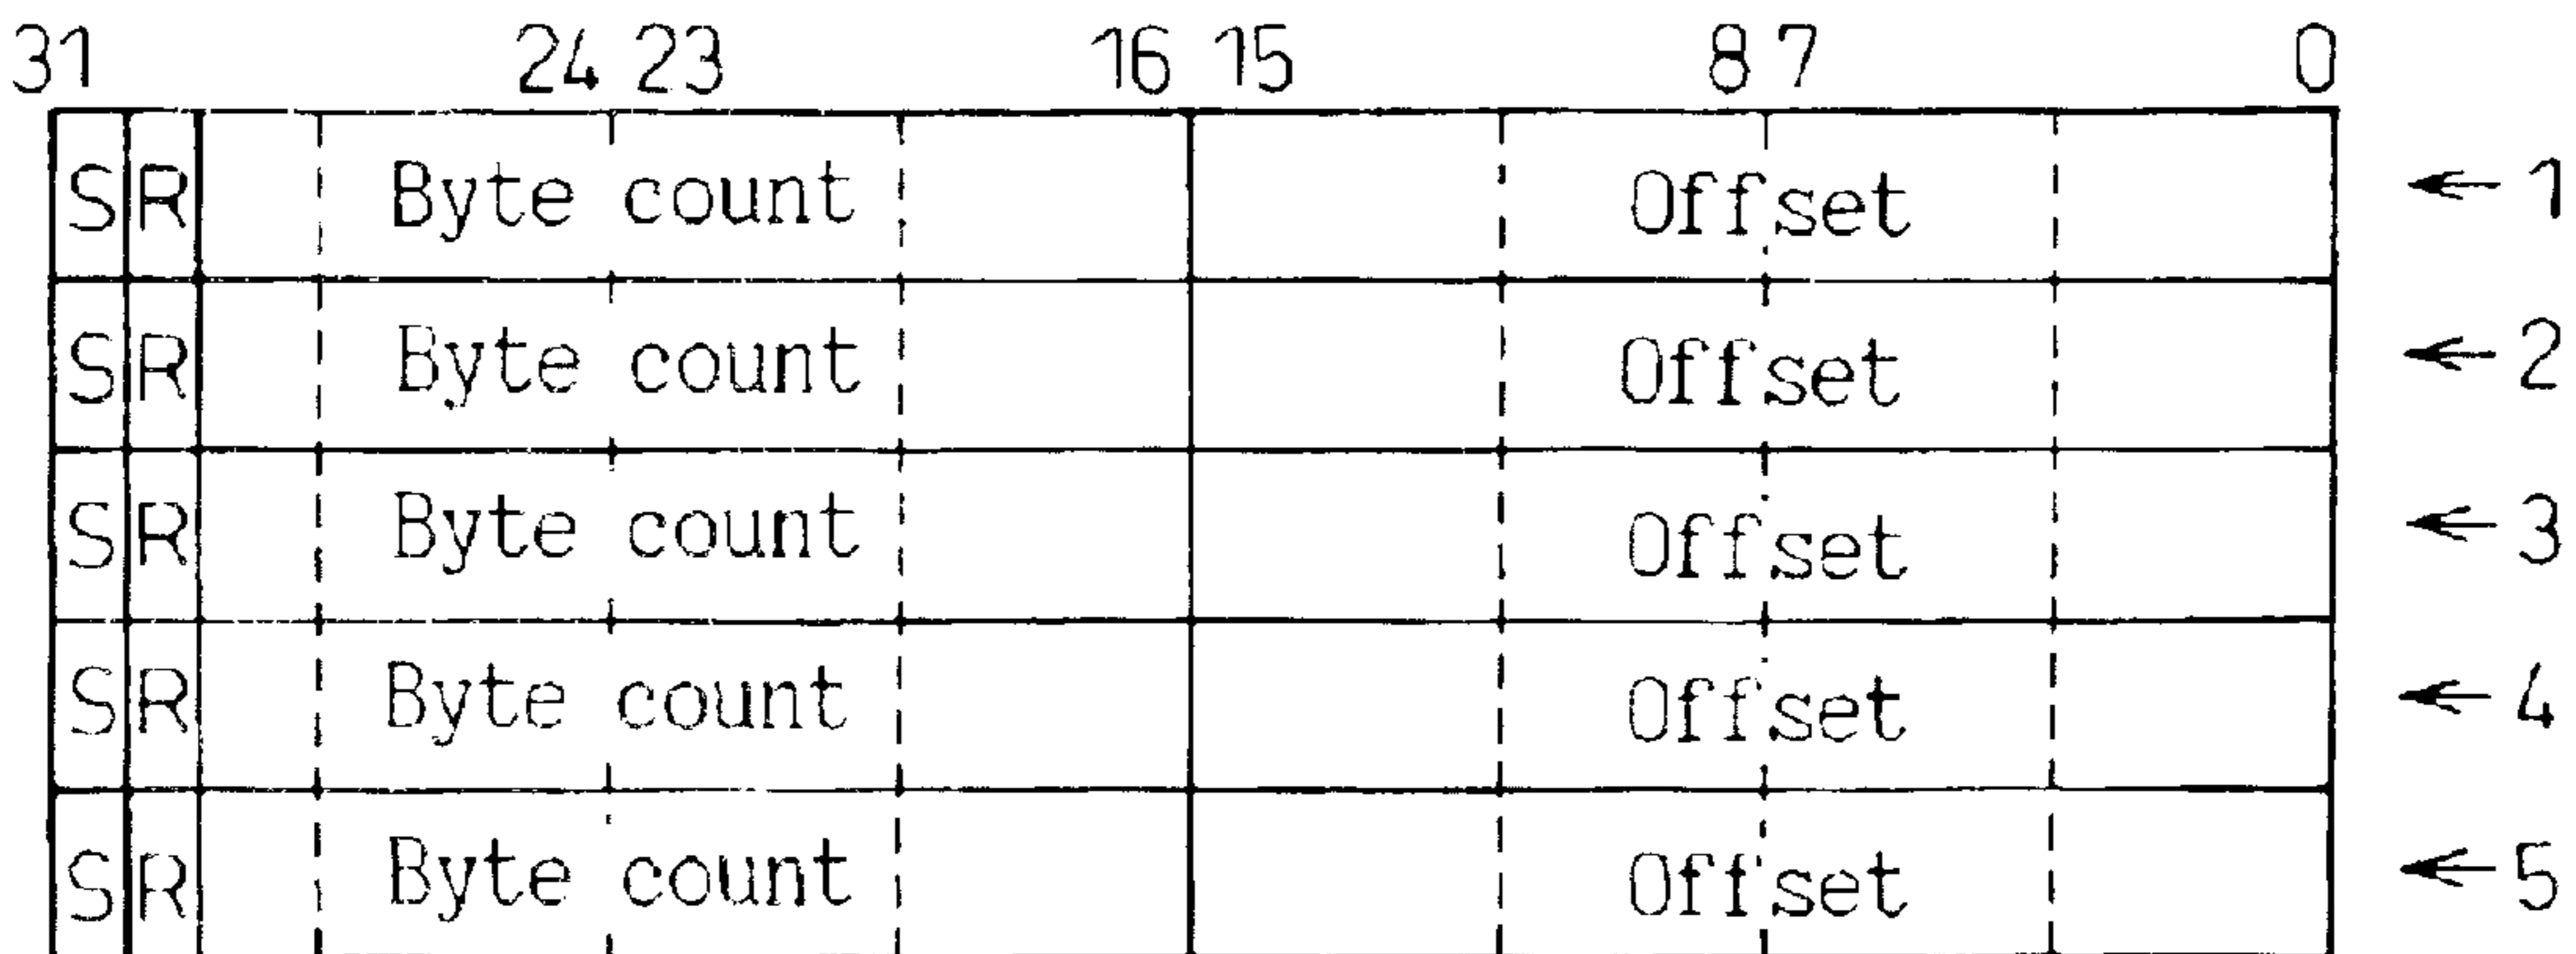 31 24 23 16 15 8 7 0
S R Byte count Offset 1
S R Byte count Offset 2
S R Byte count Offset 3
S R Byte count Offset 4
S R Byte count Offset 5